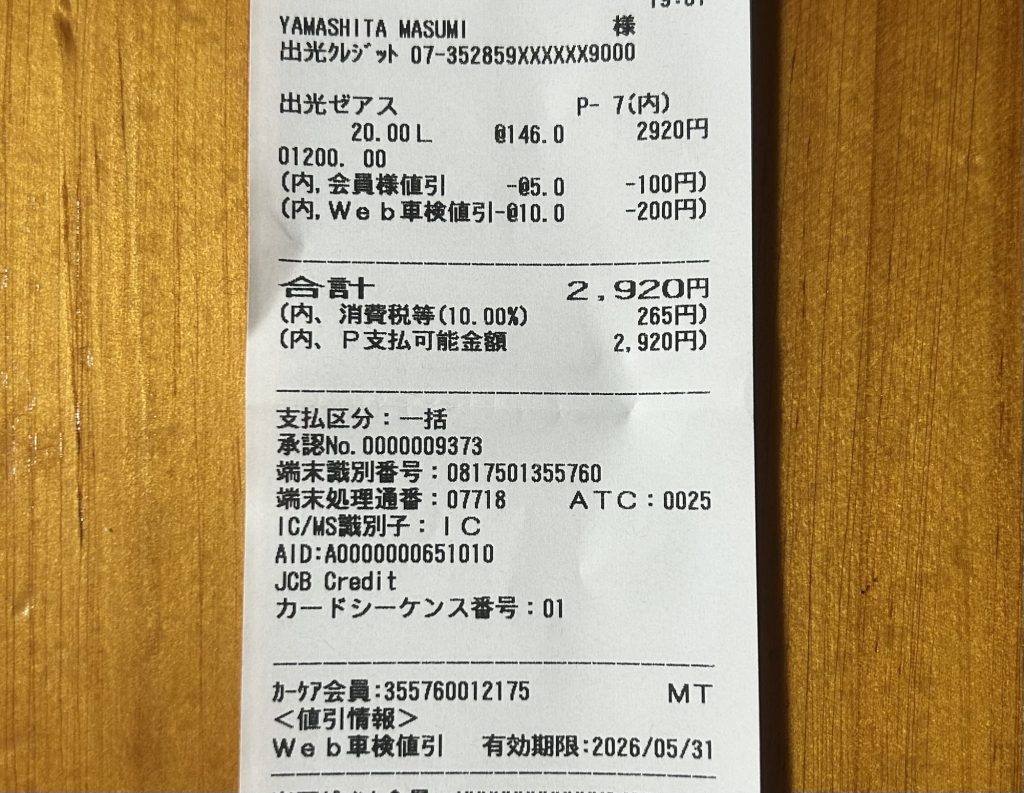 19:01
YAMASHITA MASUMI 様
出光クレジット 07-352859XXXXXX9000
出光ゼアス P- 7(内)
20.00L @146.0 2920円
01200. 00
(内,会員様値引 -@5.0 -100円)
(内,Web車検値引-@10.0 -200円)
合計 2,920円
(内、消費税等(10.00%) 265円)
(内、P支払可能金額 2,920円)
支払区分:一括
承認No.0000009373
端末識別番号:0817501355760
端末処理通番:07718 ATC:0025
IC/MS識別子:IC
AID:A0000000651010
JCB Credit
カードシーケンス番号:01
カーケア会員:355760012175 MT
<値引情報>
Web車検値引 有効期限:2026/05/31